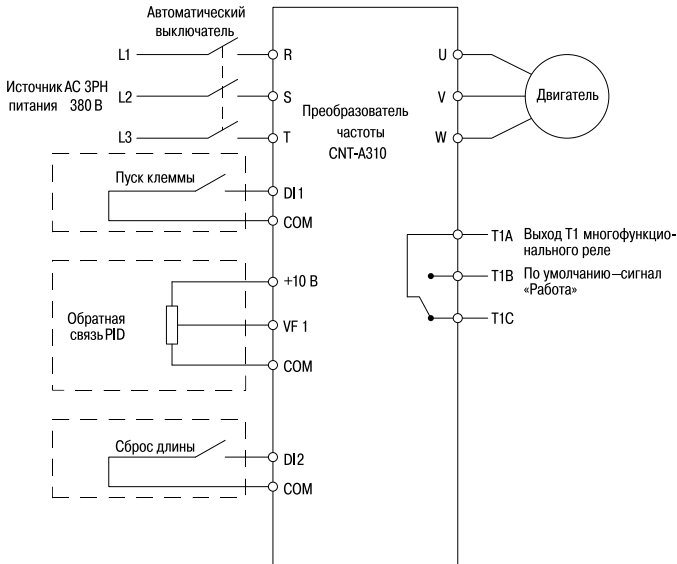 Автоматический
выключатель
L1
R
U
Источник AC 3PH
питания 380 В
L2
S
V
Двигатель
L3
T
W
Преобразователь
частоты
CNT-A310
Пуск клеммы
DI1
COM
T1A
Выход Т1 многофункцио-
нального реле
T1B
По умолчанию—сигнал
«Работа»
T1C
+10 В
Обратная
связь PID
VF 1
COM
Сброс длины
DI2
COM